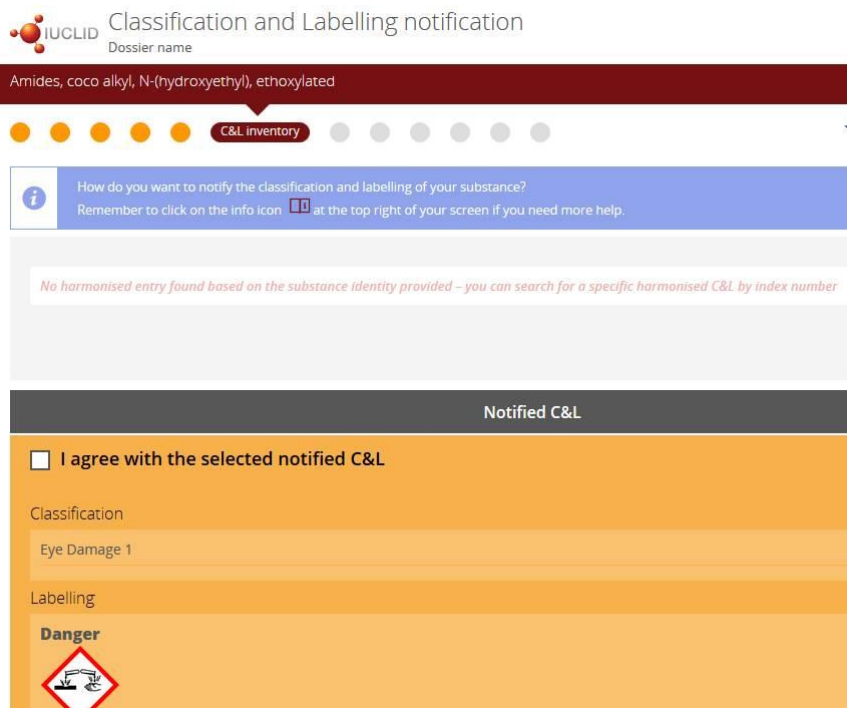 IUCLID
Classification and Labelling notification
Dossier name
Amides, coco alkyl, N-(hydroxyethyl), ethoxylated
C&L inventory
How do you want to notify the classification and labelling of your substance?
Remember to click on the info icon at the top right of your screen if you need more help.
No harmonised entry found based on the substance identity provided – you can search for a specific harmonised C&L by index number
Notified C&L
I agree with the selected notified C&L
Classification
Eye Damage 1
Labelling
Danger